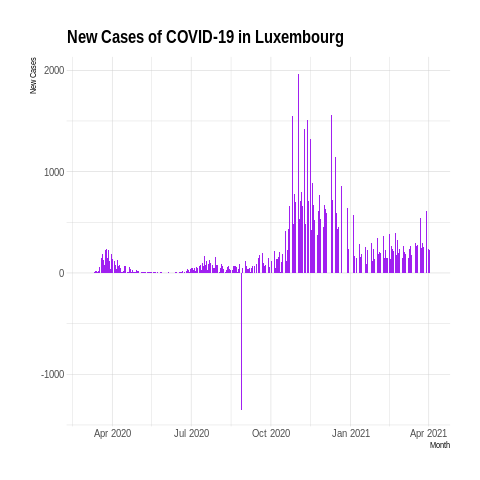 New Cases of COVID-19 in Luxembourg
New Cases
2000
1000
0
-1000
Apr 2020 Jul 2020 Oct 2020 Jan 2021 Apr 2021
Month